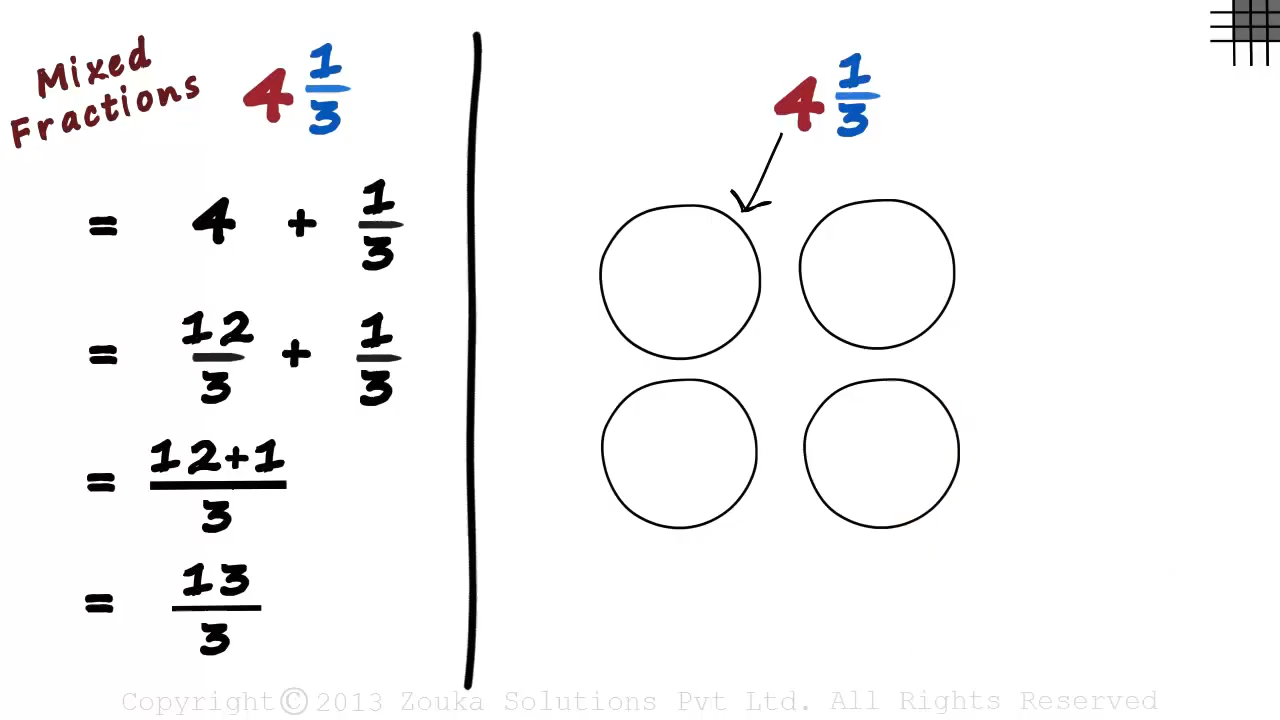 Mixed
Fractions
4 1/3
= 4 + 1/3
= 12/3 + 1/3
= 12+1/3
= 13/3
4 1/3
Copyright© 2013 Zouka Solutions Pvt Ltd. All Rights Reserved